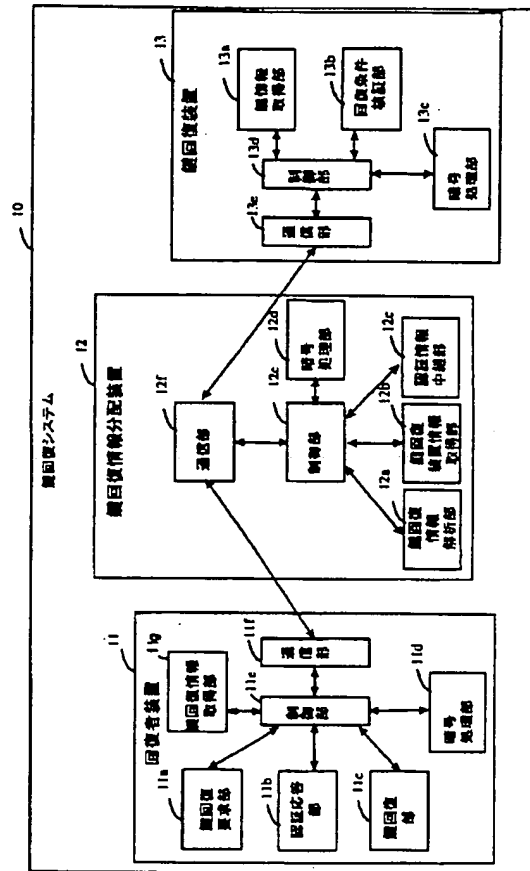 10
鍵回復システム
11
回復者装置
11g
鍵回復情報
取得部
11a
鍵回復
要求部
11b
認証応答
部
11c
鍵回復
部
11e
制御部
11f
通信部
11d
暗号
処理部
12
鍵回復情報分配装置
12f
通信部
12d
暗号
処理部
12e
制御部
12a
鍵回復
情報
解析部
12b
鍵回復
装置情報
取得部
12c
認証情報
中継部
13
鍵回復装置
13a
鍵情報
取得部
13b
回復条件
検証部
13c
暗号
処理部
13d
制御部
13e
通信部